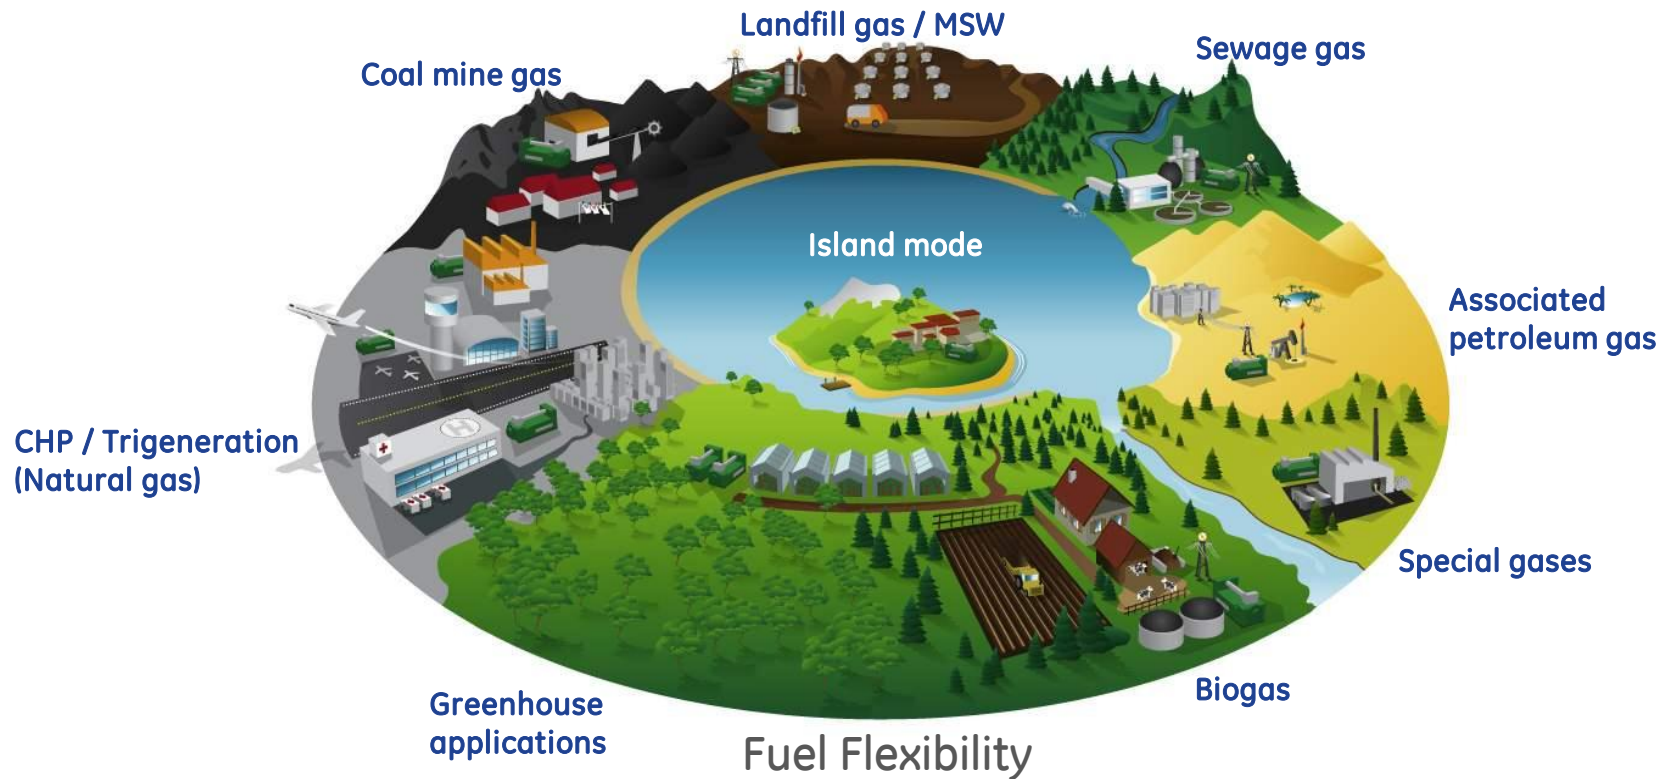 Landfill gas / MSW
Sewage gas
Coal mine gas
Island mode
Associated
petroleum gas
CHP / Trigeneration
(Natural gas)
Special gases
Biogas
Greenhouse
applications
Fuel Flexibility
H